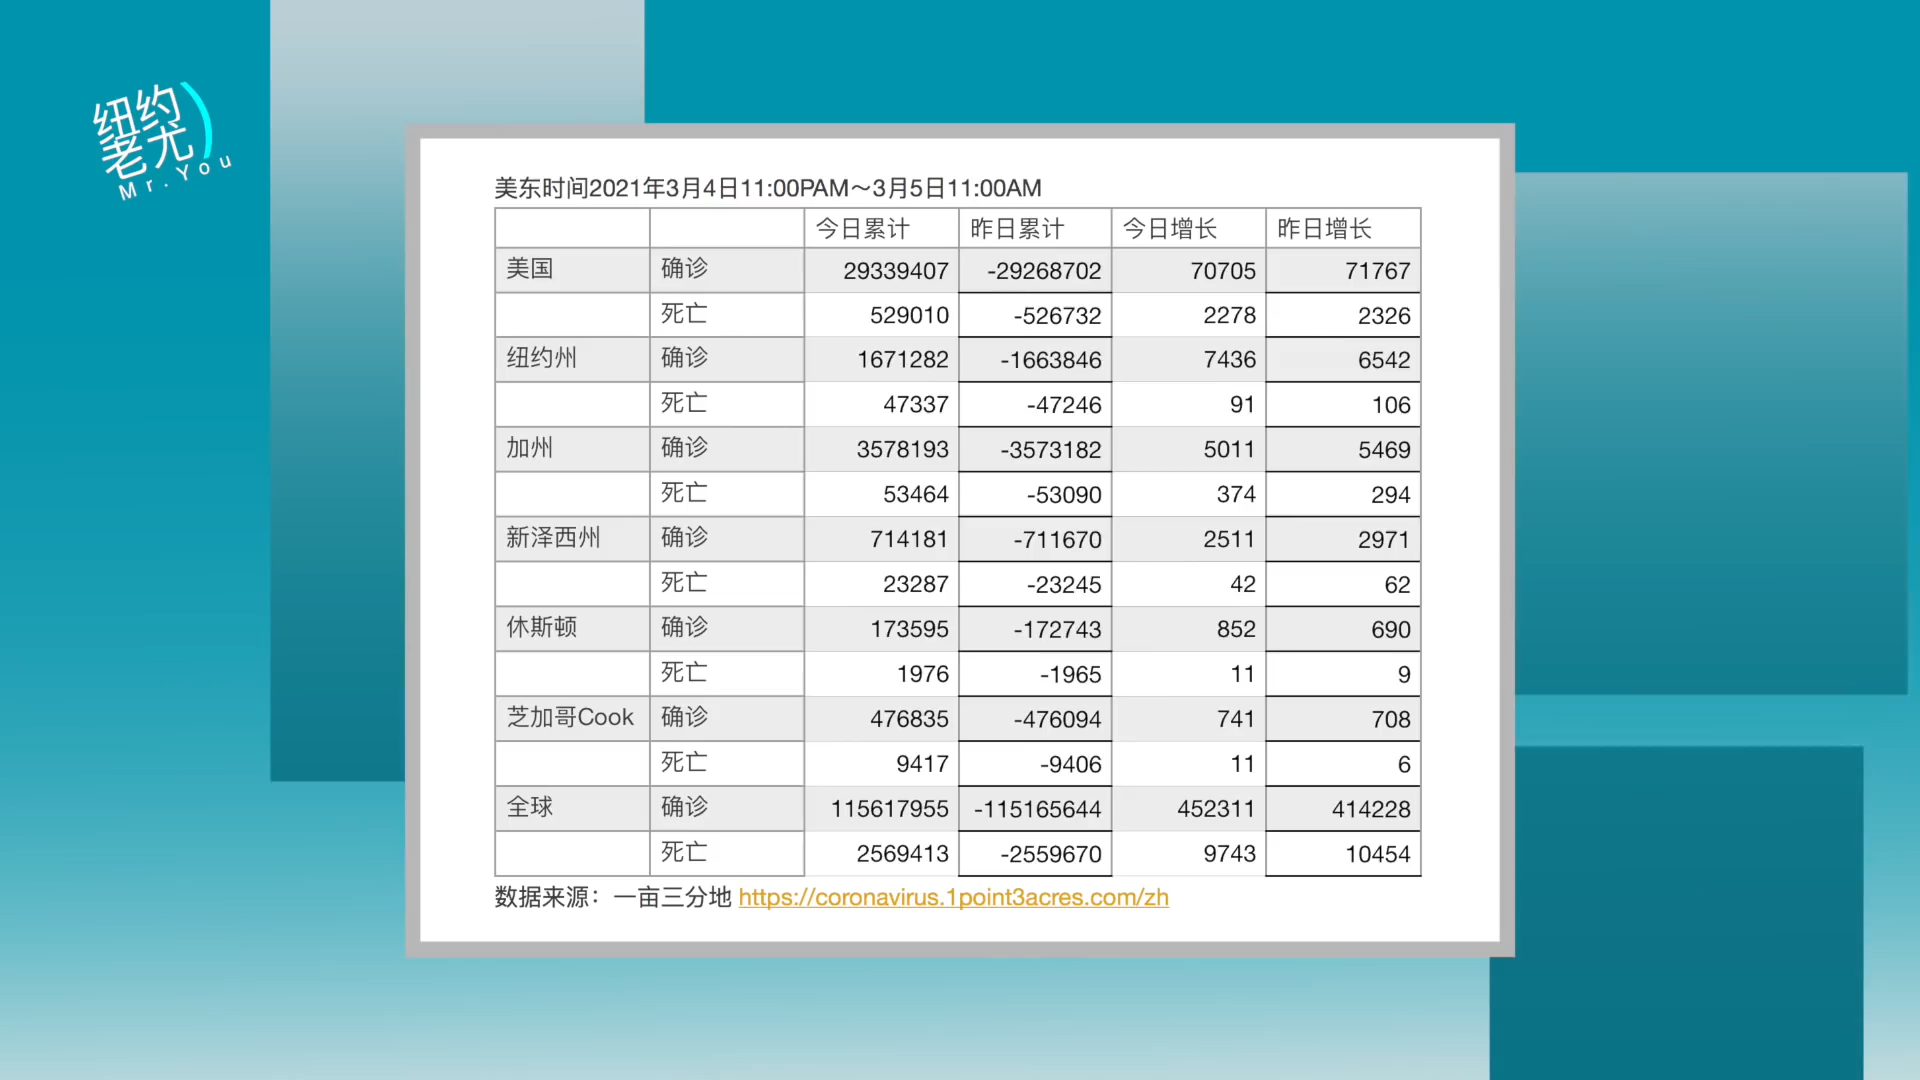 纽约
老尤
Mr.You
美东时间2021年3月4日11:00PAM～3月5日11:00AM
今日累计 昨日累计 今日增长 昨日增长
美国 确诊 29339407 -29268702 70705 71767
死亡 529010 -526732 2278 2326
纽约州 确诊 1671282 -1663846 7436 6542
死亡 47337 -47246 91 106
加州 确诊 3578193 -3573182 5011 5469
死亡 53464 -53090 374 294
新泽西州 确诊 714181 -711670 2511 2971
死亡 23287 -23245 42 62
休斯顿 确诊 173595 -172743 852 690
死亡 1976 -1965 11 9
芝加哥Cook 确诊 476835 -476094 741 708
死亡 9417 -9406 11 6
全球 确诊 115617955 -115165644 452311 414228
死亡 2569413 -2559670 9743 10454
数据来源：一亩三分地 https://coronavirus.1point3acres.com/zh